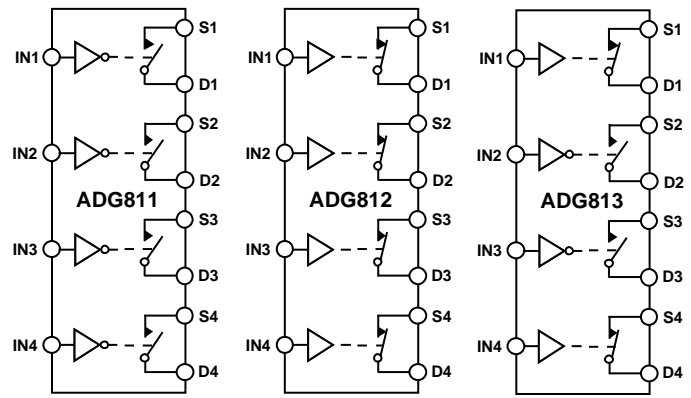 S1
IN1
D1
S2
IN2
D2
ADG811
S3
IN3
D3
S4
IN4
D4
S1
IN1
D1
S2
IN2
D2
ADG812
S3
IN3
D3
S4
IN4
D4
S1
IN1
D1
S2
IN2
D2
ADG813
S3
IN3
D3
S4
IN4
D4